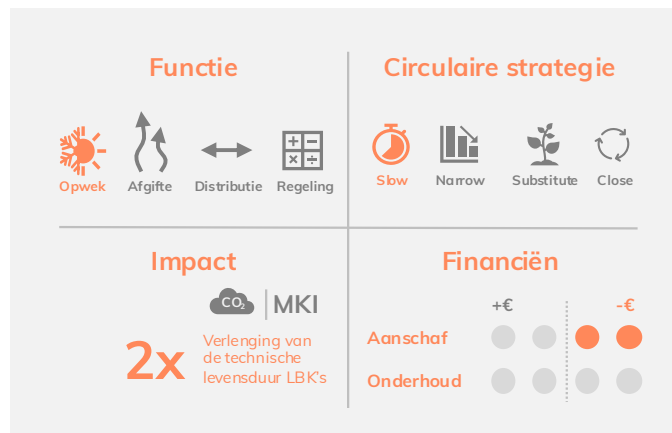 Functie
Opwek Afgifte Distributie Regeling
Circulaire strategie
Slow Narrow Substitute Close
Impact
CO₂ MKI
2x
Verlenging van
de technische
levensduur LBK's
Financiën
+€ -€
Aanschaf
Onderhoud